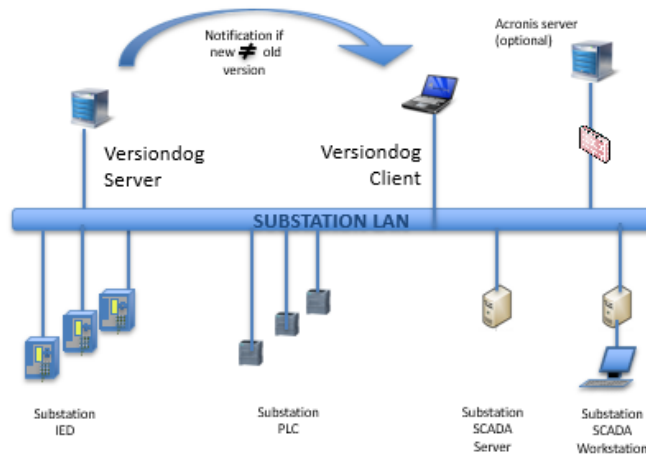 Notification if
new ≠ old
version
Acronis server
(optional)
Versiondog
Server
Versiondog
Client
SUBSTATION LAN
Substation
IED
Substation
PLC
Substation
SCADA
Server
Substation
SCADA
Workstation